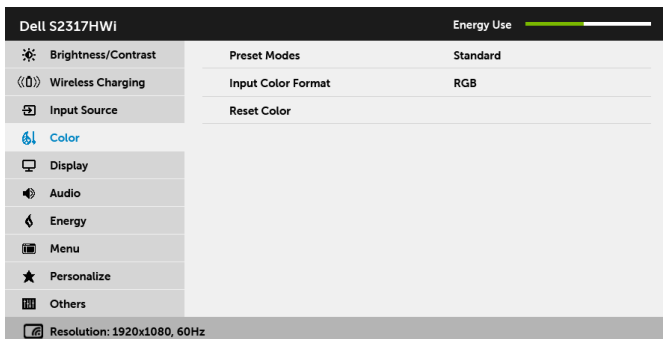 Dell S2317HWi Energy Use
Brightness/Contrast Preset Modes Standard
Wireless Charging Input Color Format RGB
Input Source Reset Color
Color
Display
Audio
Energy
Menu
Personalize
Others
Resolution: 1920x1080, 60Hz